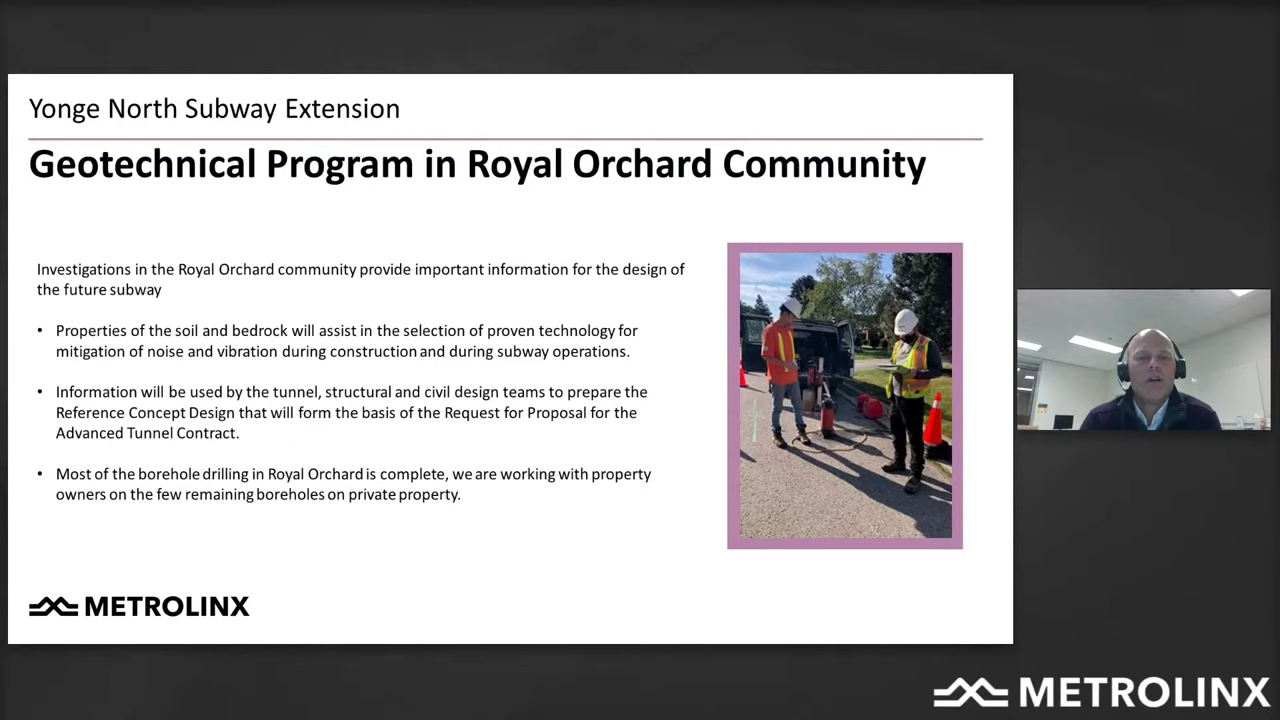 Yonge North Subway Extension
Geotechnical Program in Royal Orchard Community
Investigations in the Royal Orchard community provide important information for the design of
the future subway
• Properties of the soil and bedrock will assist in the selection of proven technology for
mitigation of noise and vibration during construction and during subway operations.
• Information will be used by the tunnel, structural and civil design teams to prepare the
Reference Concept Design that will form the basis of the Request for Proposal for the
Advanced Tunnel Contract.
• Most of the borehole drilling in Royal Orchard is complete, we are working with property
owners on the few remaining boreholes on private property.
METROLINX
METROLINX